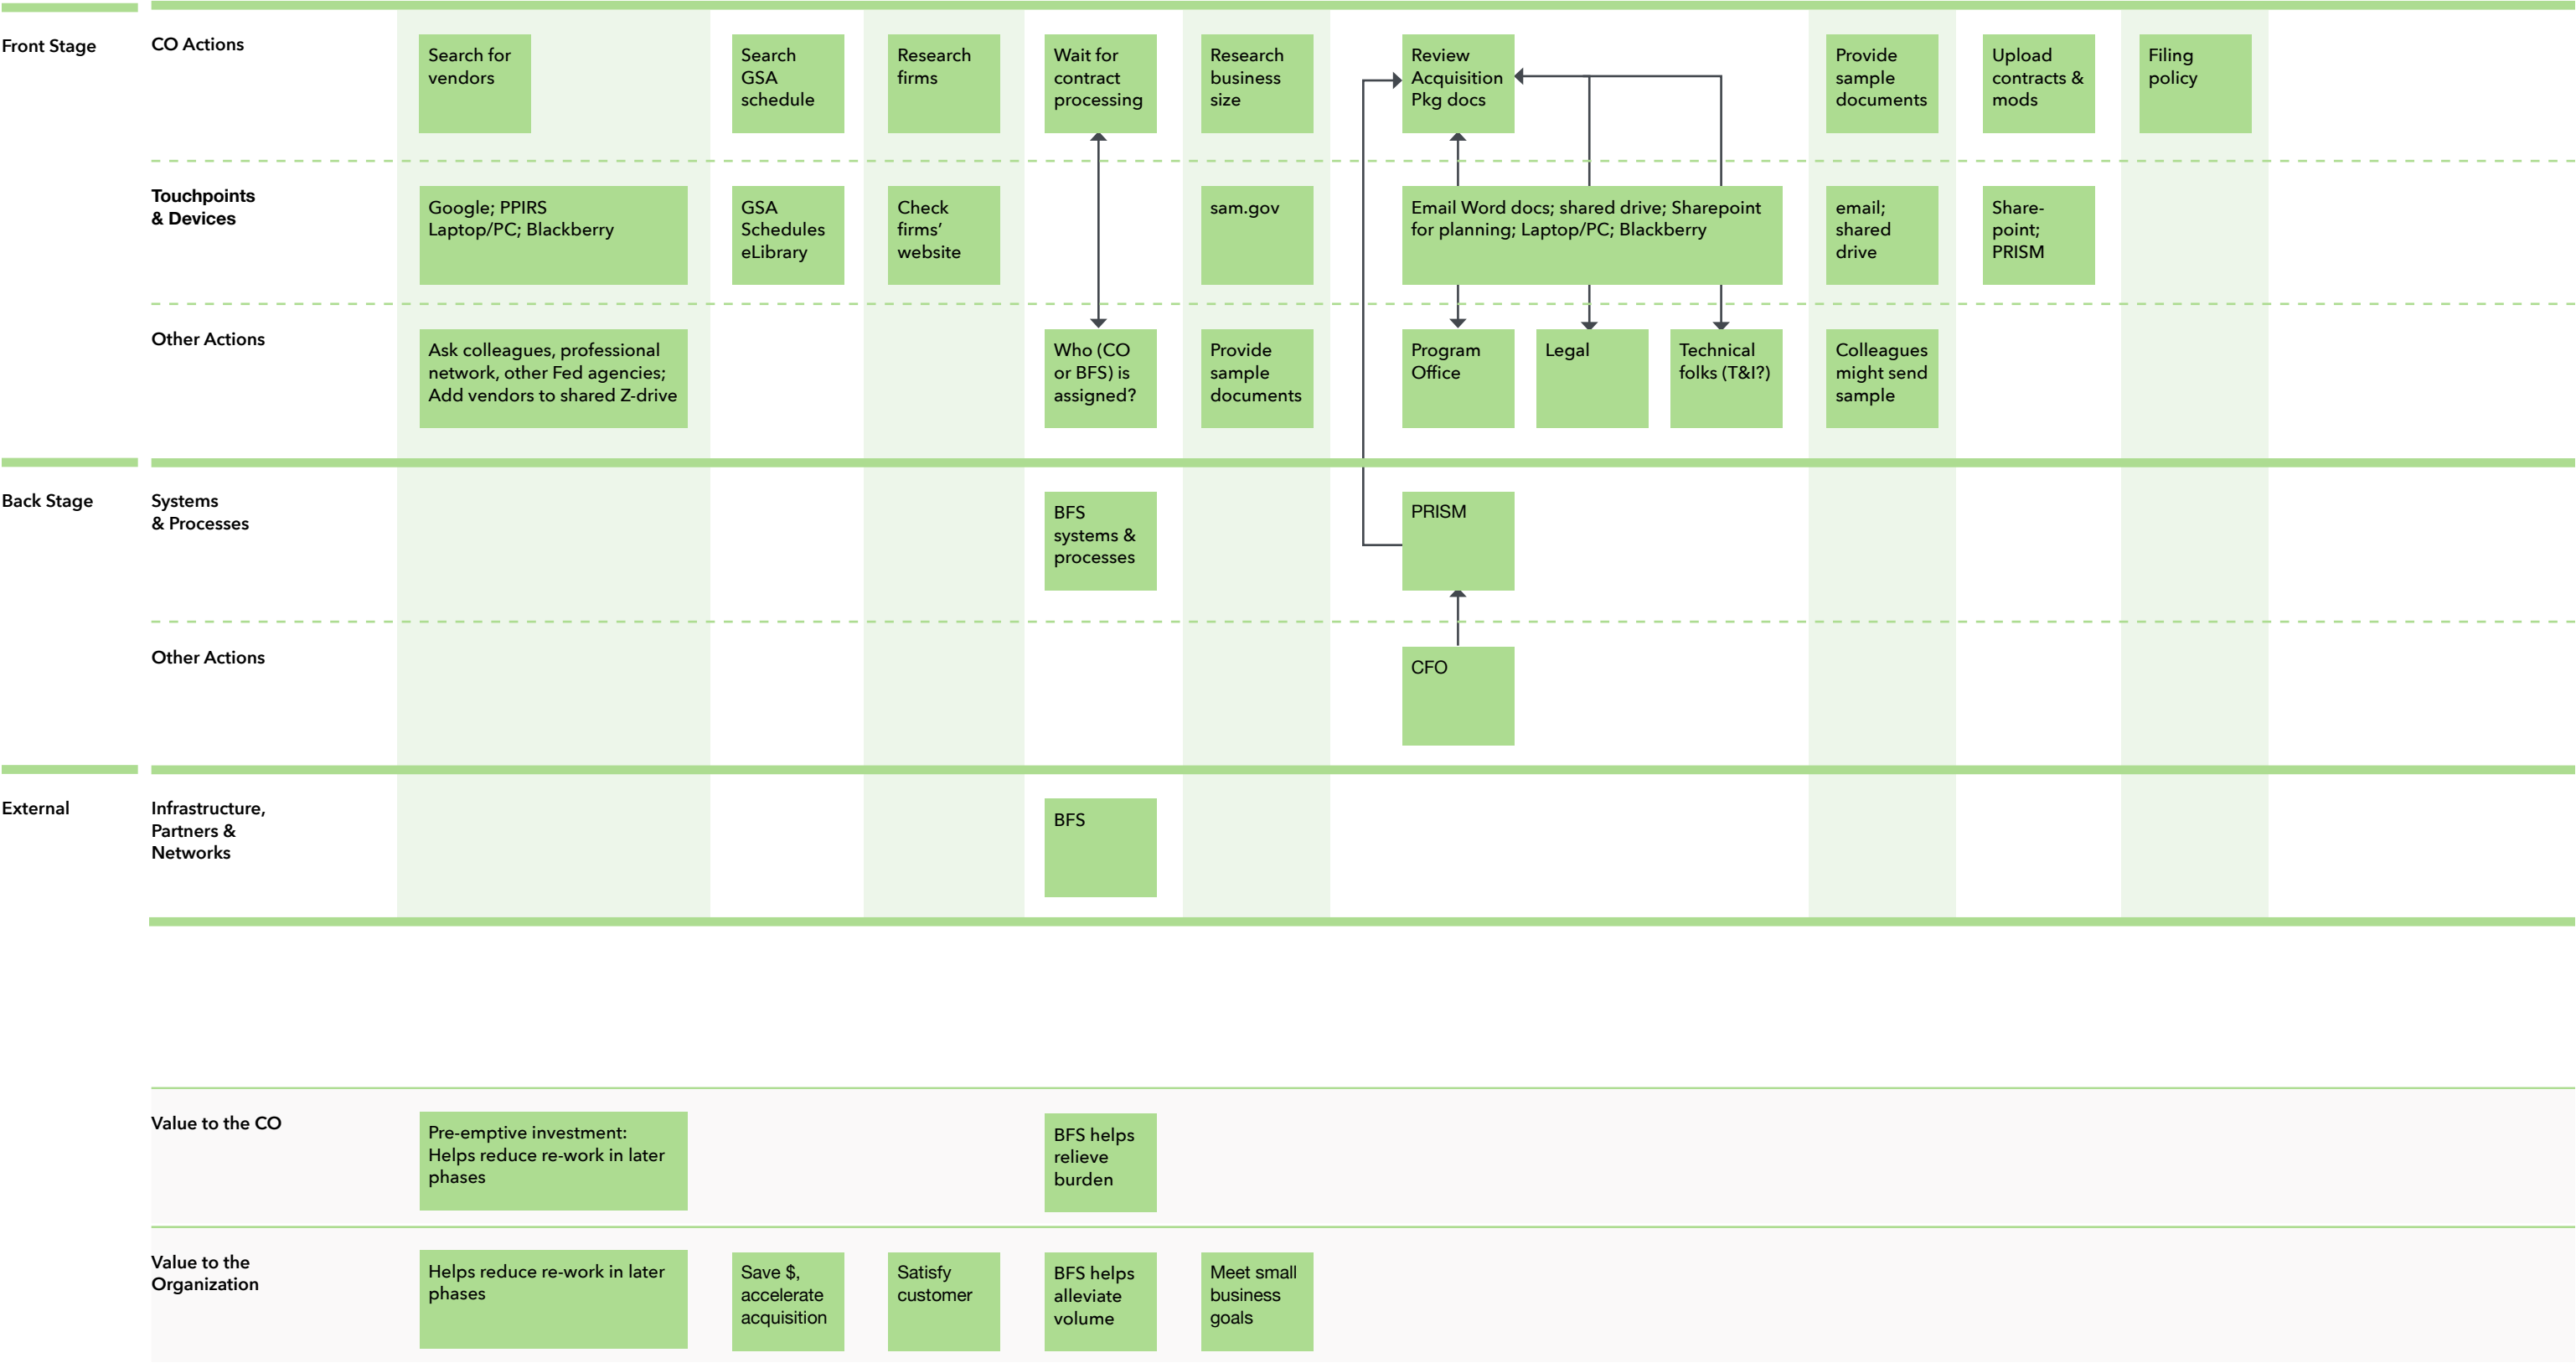 Front Stage
CO Actions
Search for
vendors
Search
GSA
schedule
Research
firms
Wait for
contract
processing
Research
business
size
Review
Acquisition
Pkg docs
Provide
sample
documents
Upload
contracts &
mods
Filing
policy
Touchpoints
& Devices
Google; PPIRS
Laptop/PC; Blackberry
GSA
Schedules
eLibrary
Check
firms’
website
sam.gov
Email Word docs; shared drive; Sharepoint
for planning; Laptop/PC; Blackberry
email;
shared
drive
Share-
point;
PRISM
Other Actions
Ask colleagues, professional
network, other Fed agencies;
Add vendors to shared Z-drive
Who (CO
or BFS) is
assigned?
Provide
sample
documents
Program
Office
Legal
Technical
folks (T&I?)
Colleagues
might send
sample
Back Stage
Systems
& Processes
BFS
systems &
processes
PRISM
Other Actions
CFO
External
Infrastructure,
Partners &
Networks
BFS
Value to the CO
Pre-emptive investment:
Helps reduce re-work in later
phases
BFS helps
relieve
burden
Value to the
Organization
Helps reduce re-work in later
phases
Save $,
accelerate
acquisition
Satisfy
customer
BFS helps
alleviate
volume
Meet small
business
goals